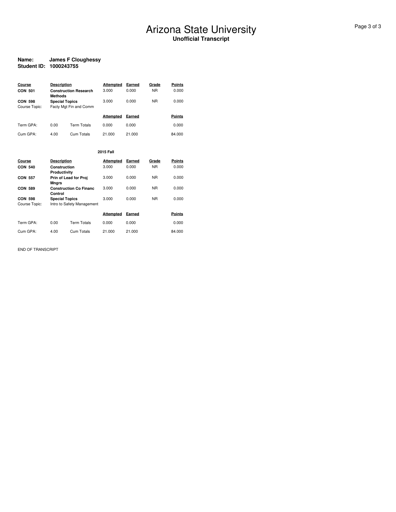 Arizona State University
Page 3 of 3
Unofficial Transcript
Name: James F Cloughessy
Student ID: 1000243755
Course Description Attempted Earned Grade Points
CON 501 Construction Research 3.000 0.000 NR 0.000
Methods
CON 598 Special Topics 3.000 0.000 NR 0.000
Course Topic: Facly Mgt Fin and Comm
Attempted Earned Points
Term GPA: 0.00 Term Totals 0.000 0.000 0.000
Cum GPA: 4.00 Cum Totals 21.000 21.000 84.000
2015 Fall
Course Description Attempted Earned Grade Points
CON 540 Construction 3.000 0.000 NR 0.000
Productivity
CON 557 Prin of Lead for Proj 3.000 0.000 NR 0.000
Mngrs
CON 589 Construction Co Financ 3.000 0.000 NR 0.000
Control
CON 598 Special Topics 3.000 0.000 NR 0.000
Course Topic: Intro to Safety Management
Attempted Earned Points
Term GPA: 0.00 Term Totals 0.000 0.000 0.000
Cum GPA: 4.00 Cum Totals 21.000 21.000 84.000
END OF TRANSCRIPT